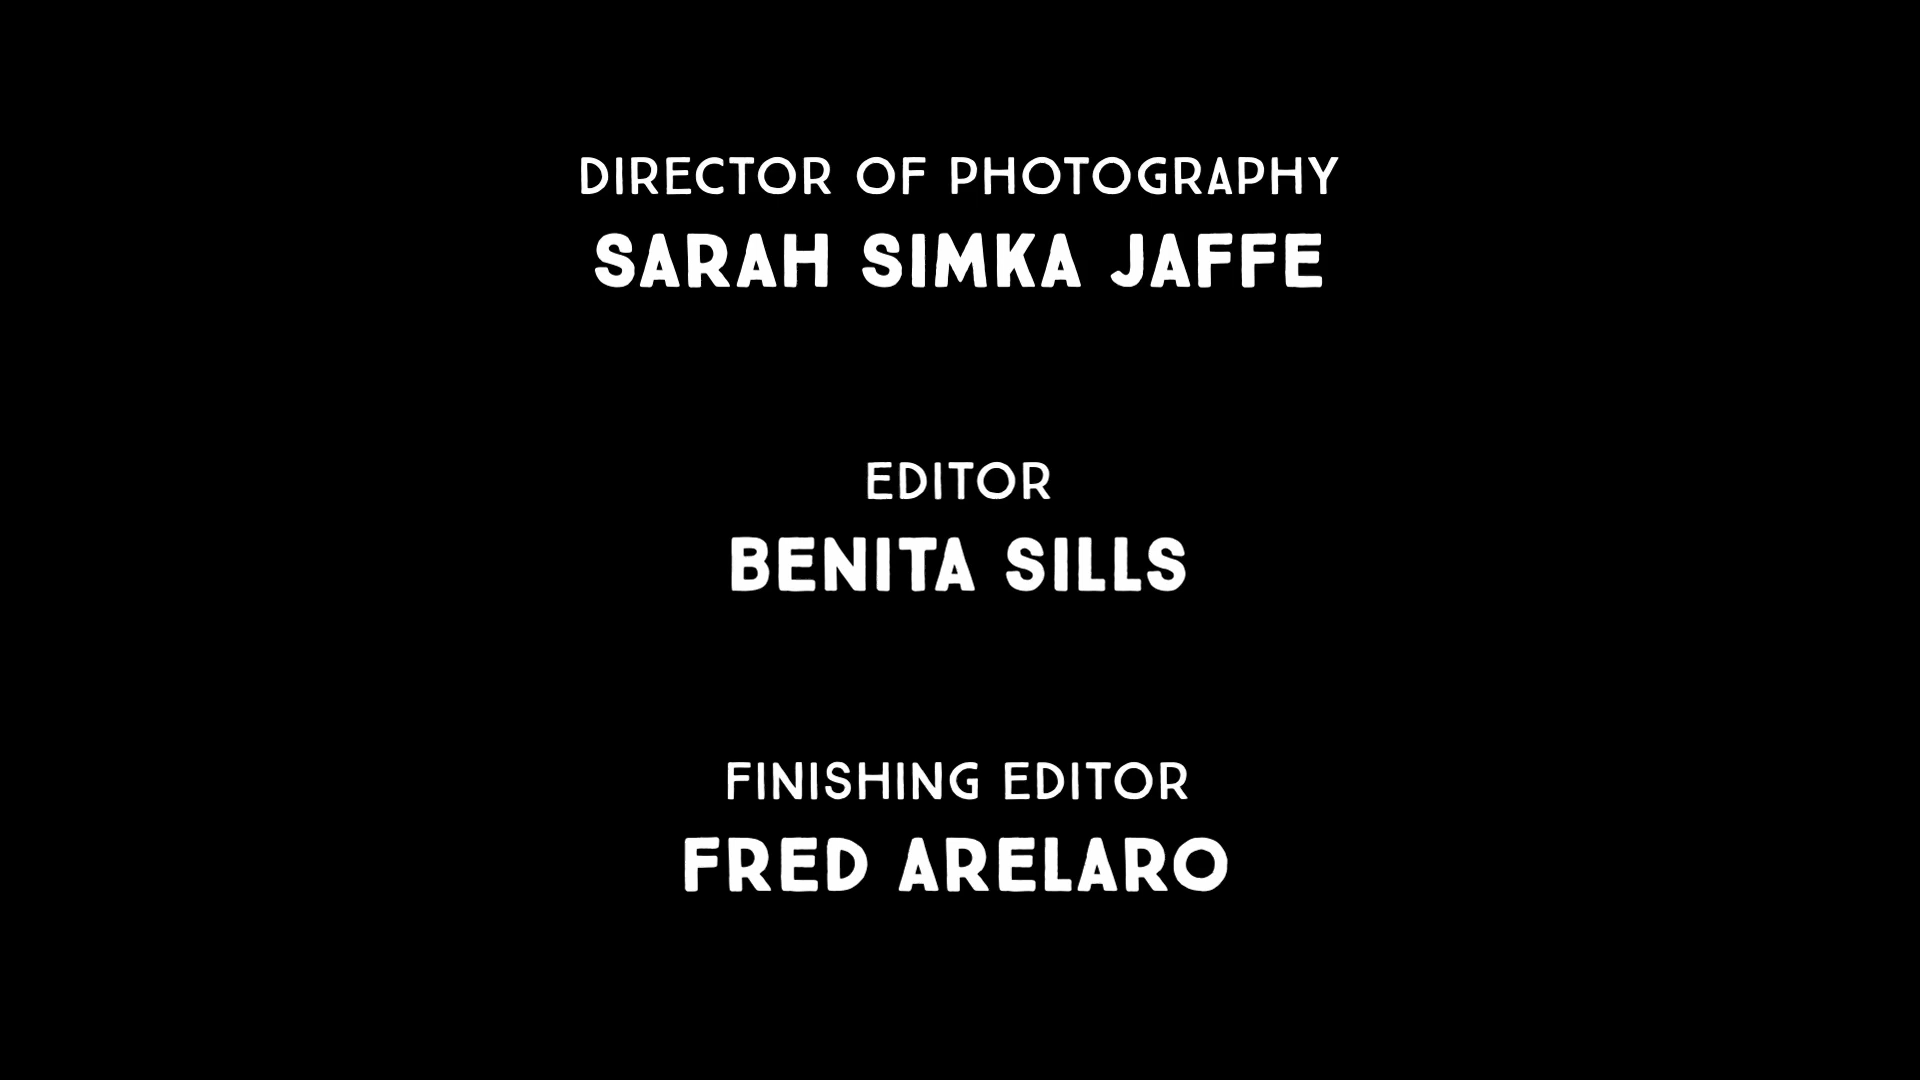 DIRECTOR OF PHOTOGRAPHY
SARAH SIMKA JAFFE
EDITOR
BENITA SILLS
FINISHING EDITOR
FRED ARELARO